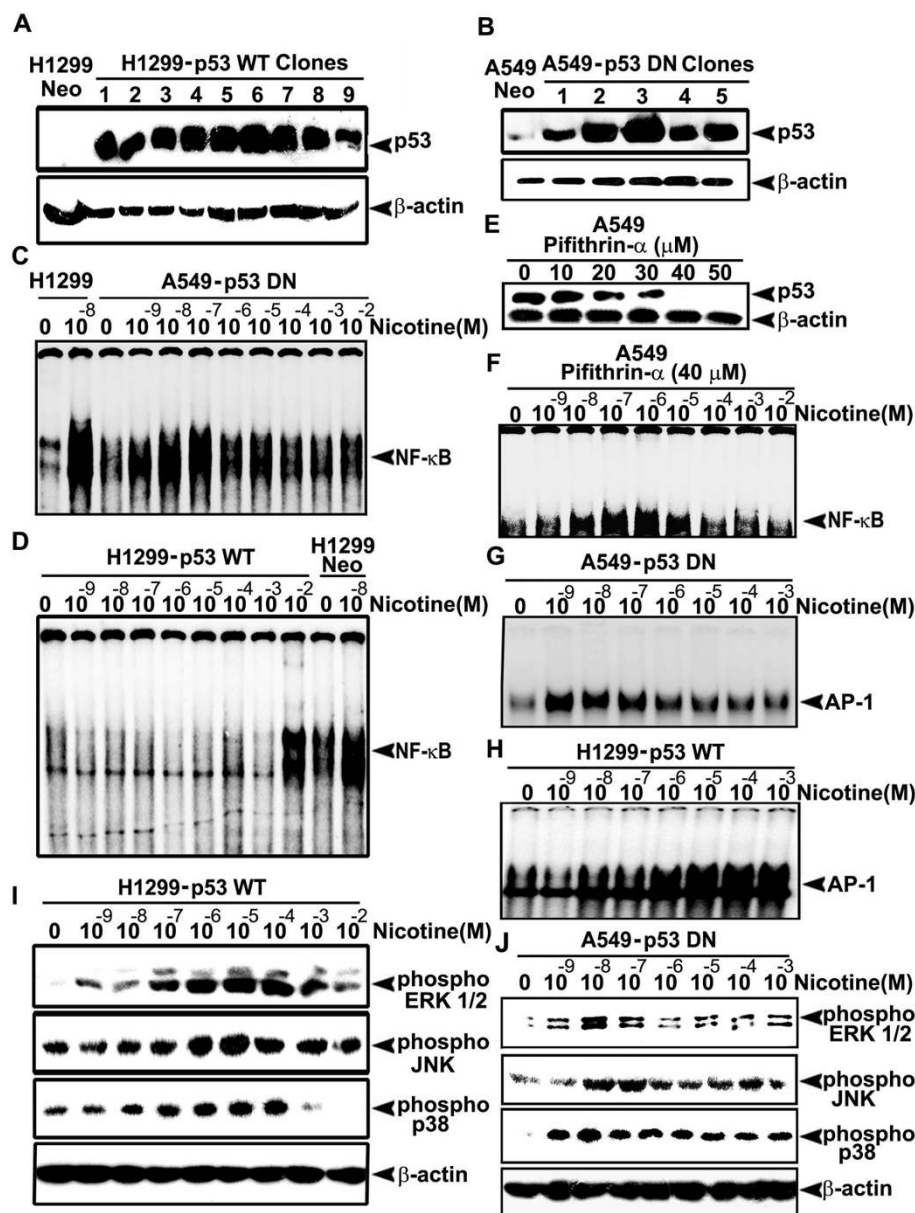 A
H1299 H1299-p53 WT Clones
Neo 1 2 3 4 5 6 7 8 9
p53
β-actin
B
A549 A549-p53 DN Clones
Neo 1 2 3 4 5
p53
β-actin
C
H1299 A549-p53 DN
0 10-8 0 10-9 10-8 10-7 10-6 10-5 10-4 10-3 10-2 Nicotine(M)
NF-κB
D
H1299-p53 WT H1299 Neo
0 10-9 10-8 10-7 10-6 10-5 10-4 10-3 10-2 0 10-8 Nicotine(M)
NF-κB
E
A549
Pifithrin-α (μM)
0 10 20 30 40 50
p53
β-actin
F
A549
Pifithrin-α (40 μM)
0 10-9 10-8 10-7 10-6 10-5 10-4 10-3 10-2 Nicotine(M)
NF-κB
G
A549-p53 DN
0 10-9 10-8 10-7 10-6 10-5 10-4 10-3 Nicotine(M)
AP-1
H
H1299-p53 WT
0 10-9 10-8 10-7 10-6 10-5 10-4 10-3 Nicotine(M)
AP-1
I
H1299-p53 WT
0 10-9 10-8 10-7 10-6 10-5 10-4 10-3 10-2 Nicotine(M)
phospho
ERK 1/2
phospho
JNK
phospho
p38
β-actin
J
A549-p53 DN
0 10-9 10-8 10-7 10-6 10-5 10-4 10-3 Nicotine(M)
phospho
ERK 1/2
phospho
JNK
phospho
p38
β-actin